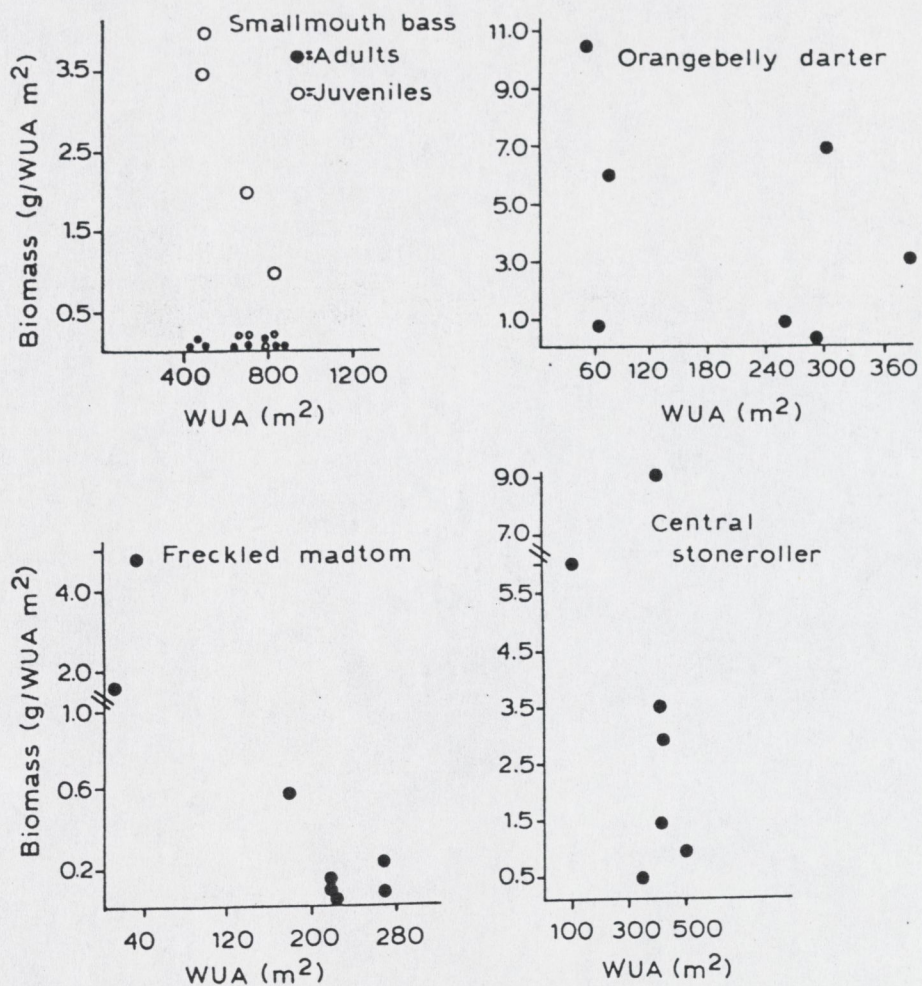 Smallmouth bass
●=Adults
○=Juveniles
Biomass (g/WUA m²)
3.5
2.5
1.5
0.5
400 800 1200
WUA (m²)
Orangebelly darter
11.0
9.0
7.0
5.0
3.0
1.0
60 120 180 240 300 360
WUA (m²)
Freckled madtom
Biomass (g/WUA m²)
4.0
2.0
1.0
0.6
0.2
40 120 200 280
WUA (m²)
Central
stoneroller
9.0
7.0
5.5
4.5
3.5
2.5
1.5
0.5
100 300 500
WUA (m²)